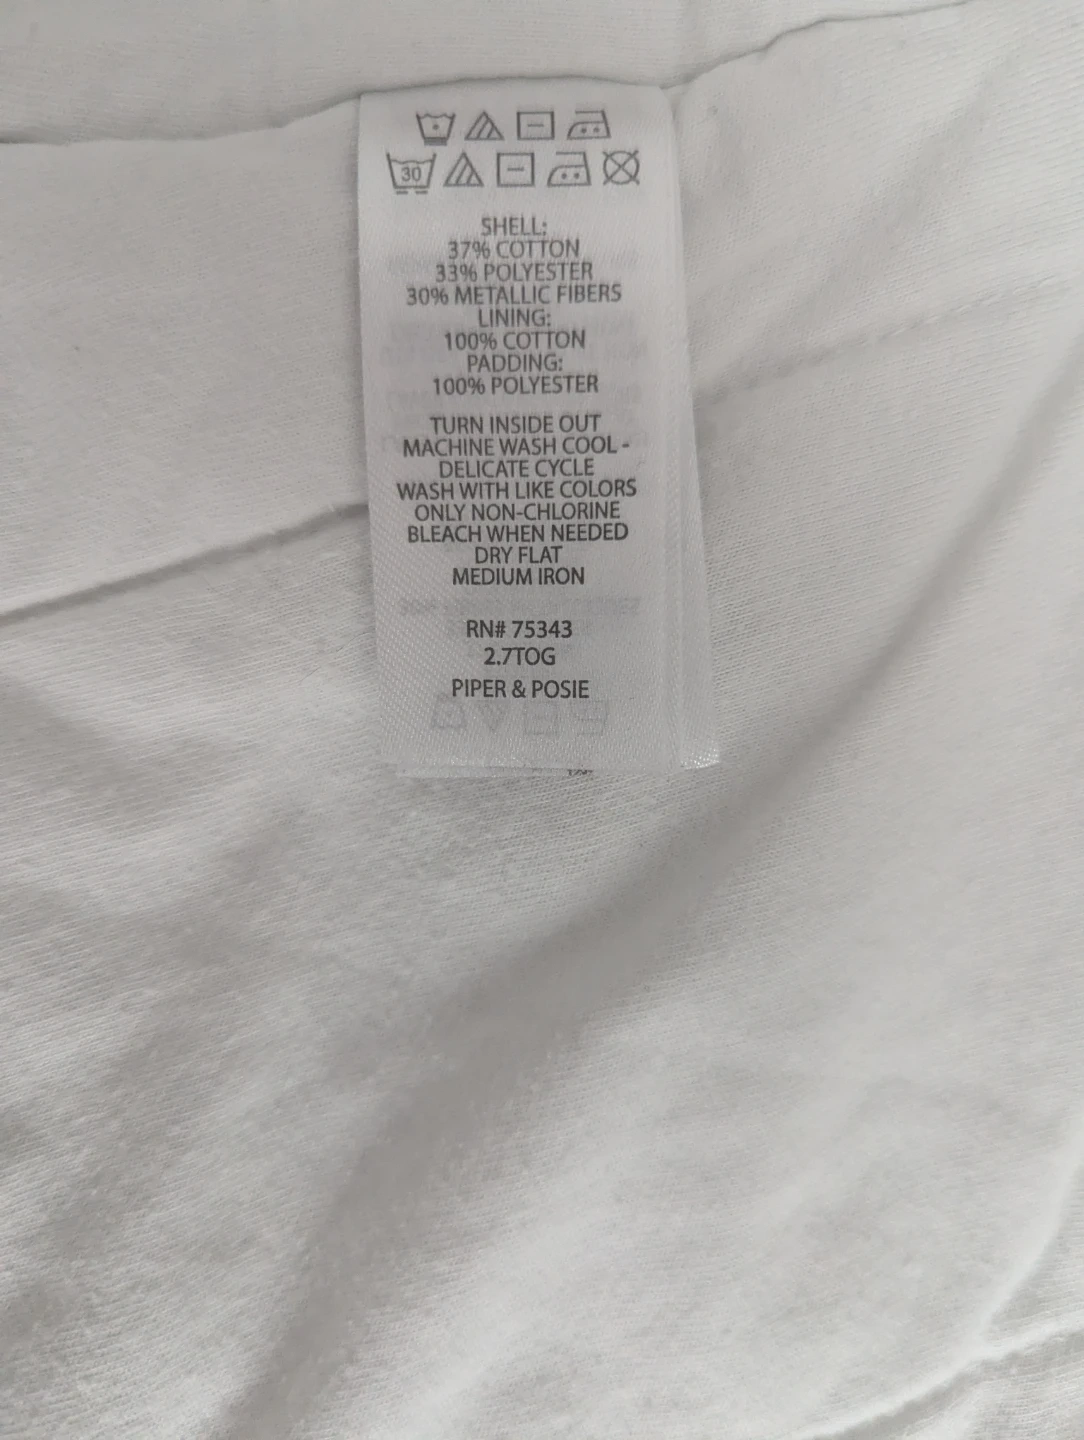 30
SHELL:
37% COTTON
33% POLYESTER
30% METALLIC FIBERS
LINING:
100% COTTON
PADDING:
100% POLYESTER
TURN INSIDE OUT
MACHINE WASH COOL -
DELICATE CYCLE
WASH WITH LIKE COLORS
ONLY NON-CHLORINE
BLEACH WHEN NEEDED
DRY FLAT
MEDIUM IRON
RN# 75343
2.7TOG
PIPER & POSIE